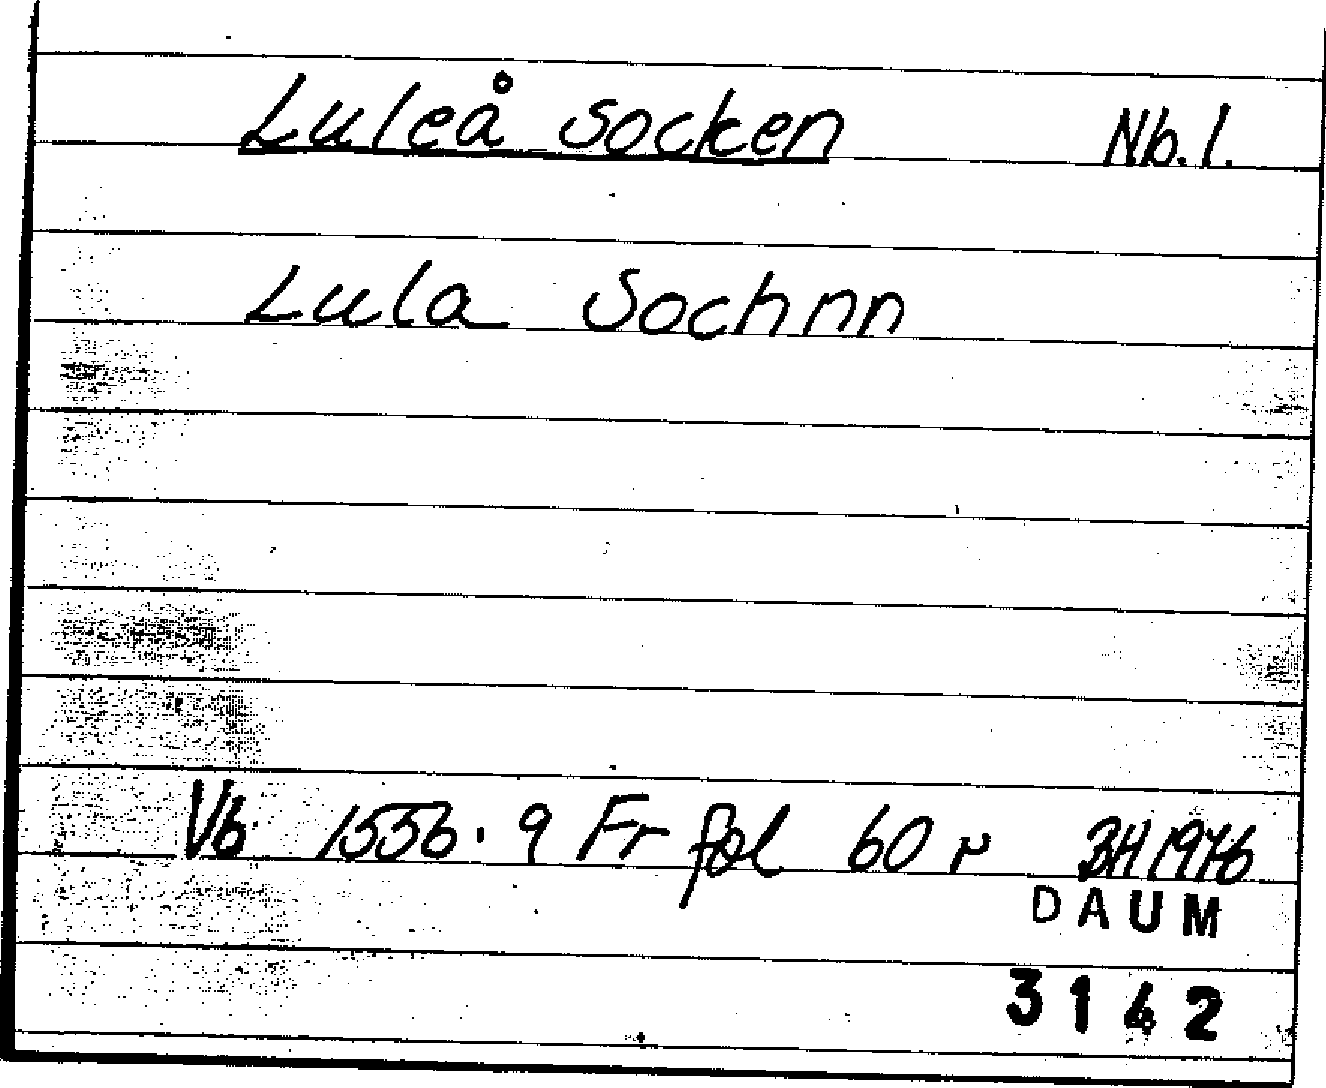 Luleå socken Nb. l.
Lula Sochnn
Vb 1556. 9 Fr fol 60 r BH 1976
DAUM
3142